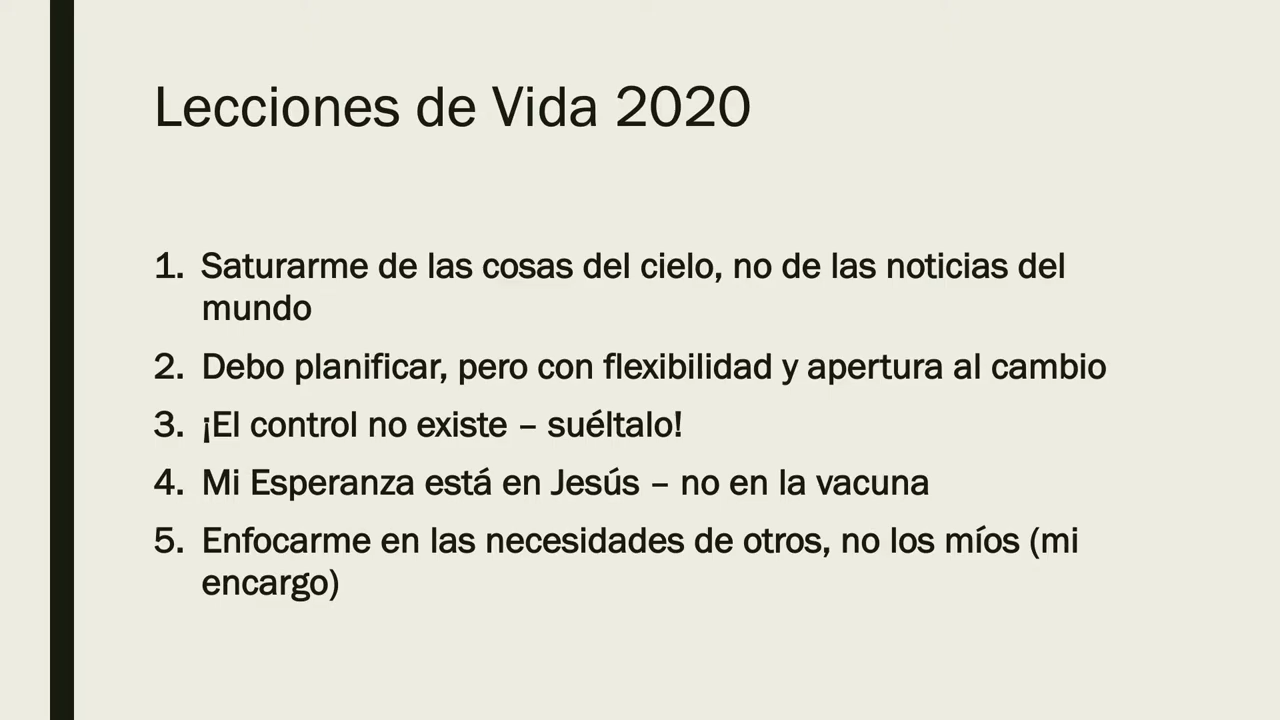 Lecciones de Vida 2020
1. Saturarme de las cosas del cielo, no de las noticias del
mundo
2. Debo planificar, pero con flexibilidad y apertura al cambio
3. ¡El control no existe – suéltalo!
4. Mi Esperanza está en Jesús – no en la vacuna
5. Enfocarme en las necesidades de otros, no los míos (mi
encargo)